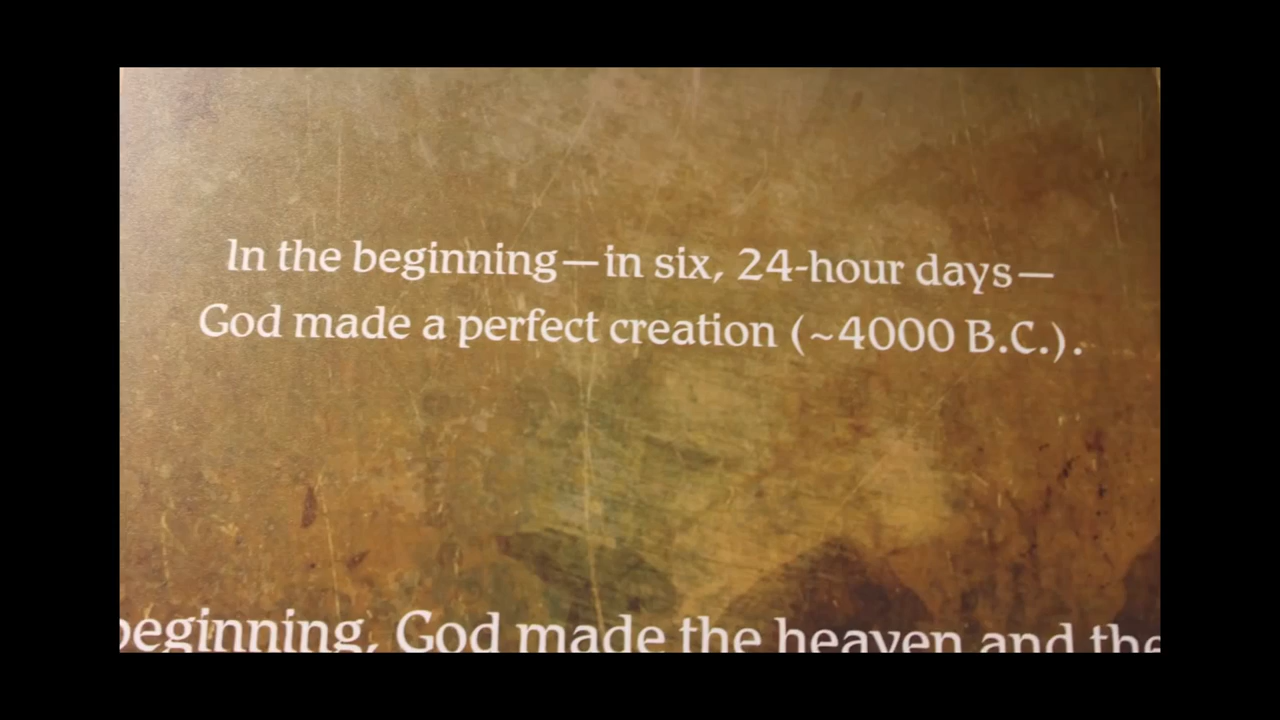 In the beginning—in six, 24-hour days—
God made a perfect creation (~4000 B.C.).
beginning, God made the heaven and the